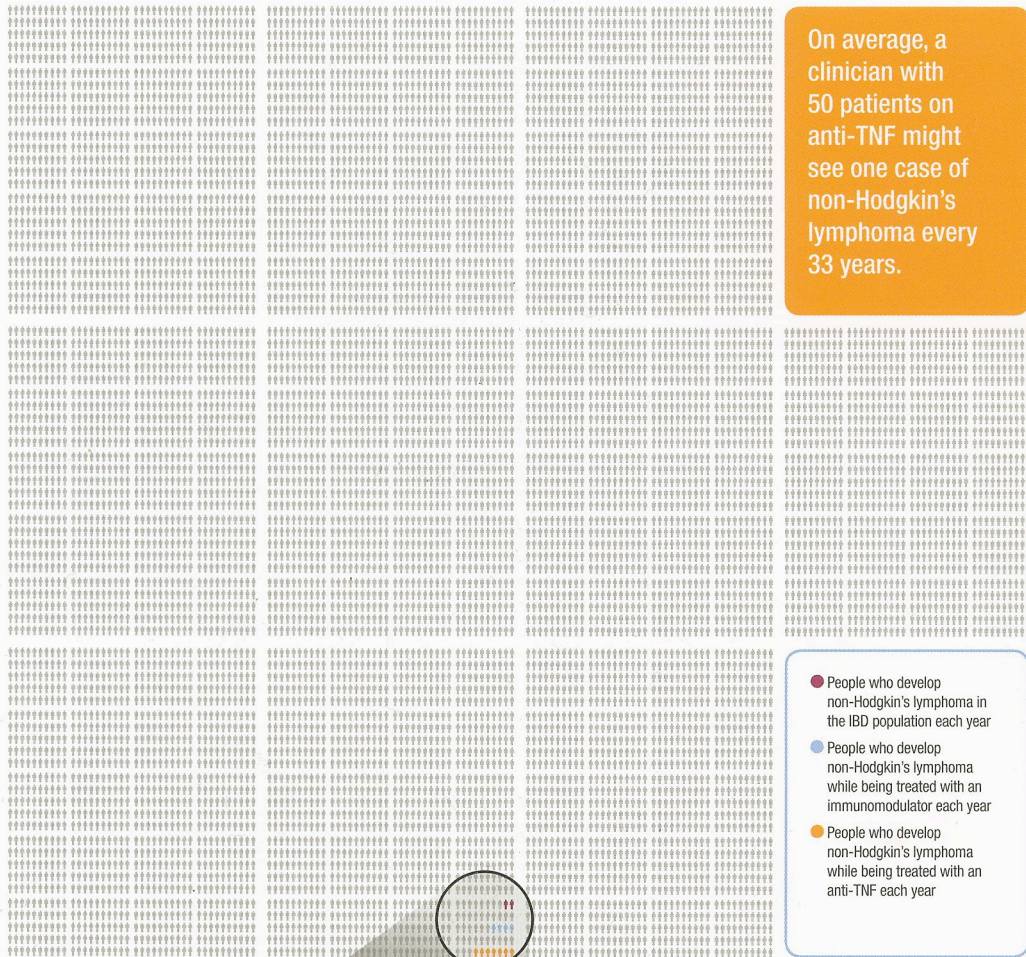 On average, a
clinician with
50 patients on
anti-TNF might
see one case of
non-Hodgkin's
lymphoma every
33 years.
People who develop
non-Hodgkin's lymphoma in
the IBD population each year
People who develop
non-Hodgkin's lymphoma
while being treated with an
immunomodulator each year
People who develop
non-Hodgkin's lymphoma
while being treated with an
anti-TNF each year